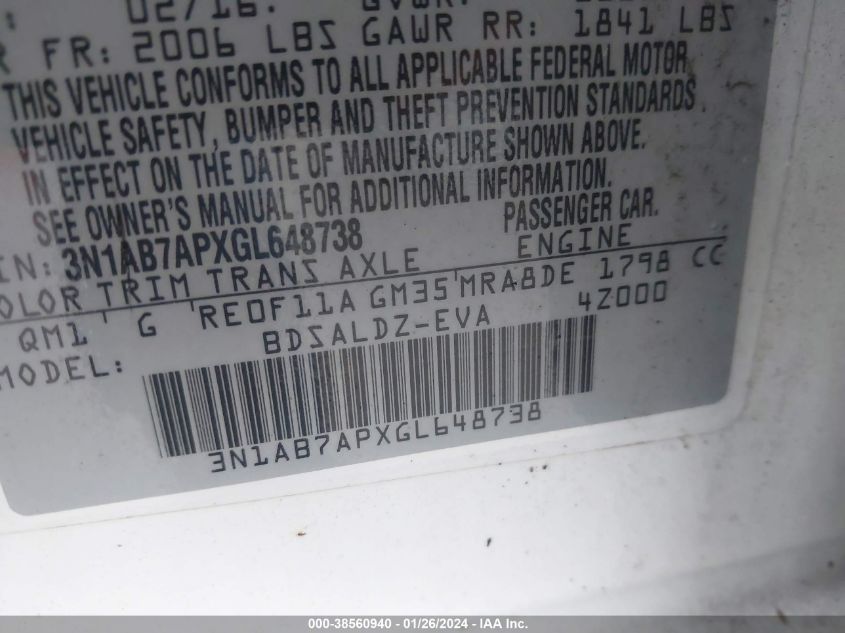 02/16. GVWR:
R FR: 2006 LBS GAWR RR: 1841 LBS
THIS VEHICLE CONFORMS TO ALL APPLICABLE FEDERAL MOTOR
VEHICLE SAFETY, BUMPER AND THEFT PREVENTION STANDARDS
IN EFFECT ON THE DATE OF MANUFACTURE SHOWN ABOVE.
SEE OWNER'S MANUAL FOR ADDITIONAL INFORMATION.
IN: 3N1AB7APXGL648738 PASSENGER CAR.
OLOR TRIM TRANS AXLE ENGINE
QM1 G RE0F11A GM35 MRA8DE 1798 CC
MODEL: BDSALDZ-EVA 4Z000
3N1AB7APXGL648738
000-38560940 - 01/26/2024 - IAA Inc.